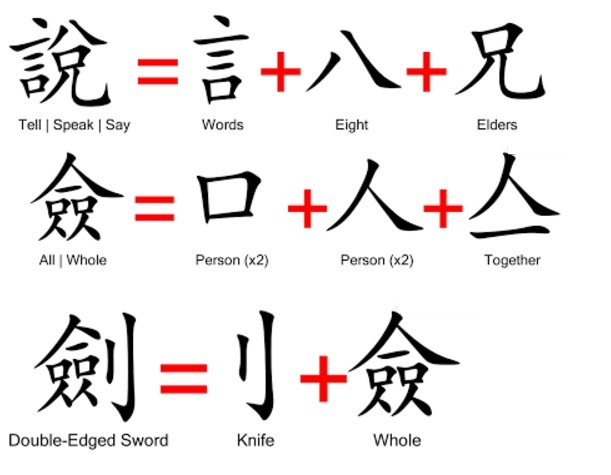 說 = 言 + 八 + 兄
Tell | Speak | Say Words Eight Elders
僉 = 口 + 人 + 亼
All | Whole Person (x2) Person (x2) Together
劍 = 刂 + 僉
Double-Edged Sword Knife Whole